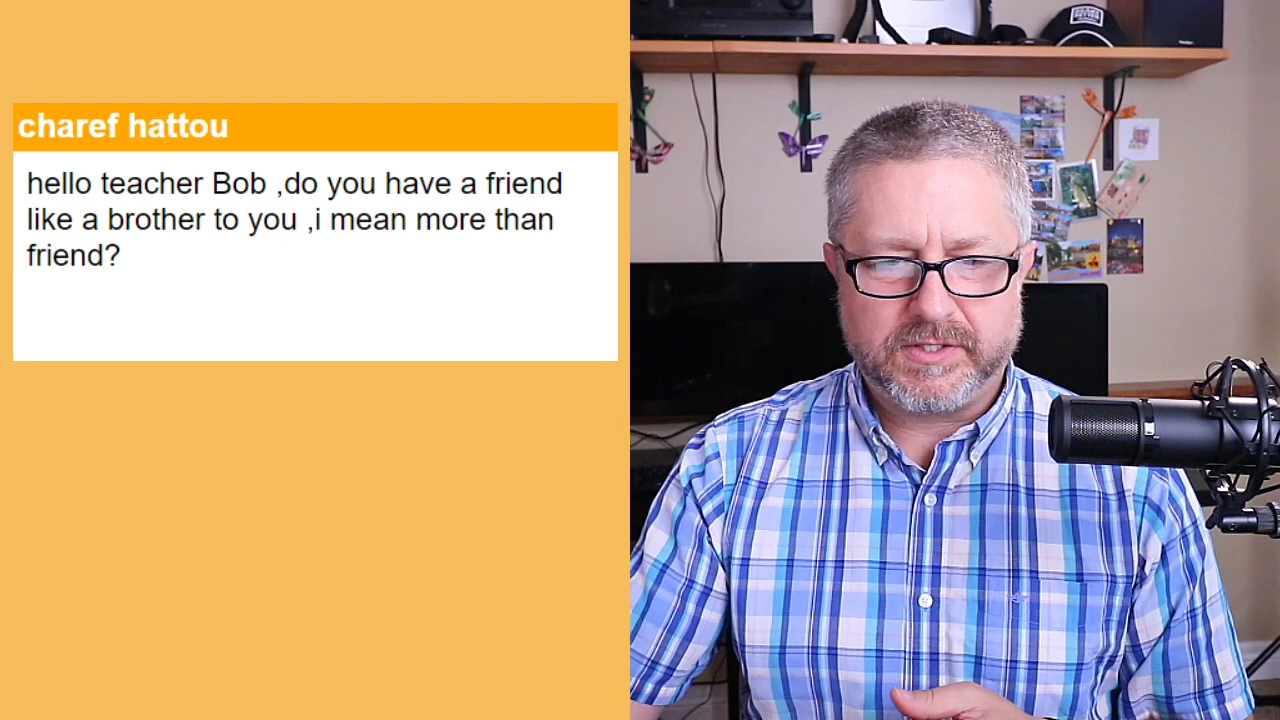 charef hattou
hello teacher Bob ,do you have a friend
like a brother to you ,i mean more than
friend?